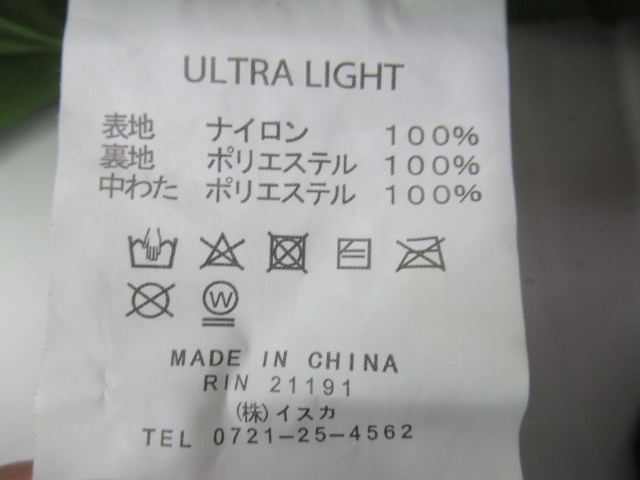 ULTRA LIGHT
表地 ナイロン 100%
裏地 ポリエステル 100%
中わた ポリエステル 100%
W
MADE IN CHINA
RIN 21191
(株)イスカ
TEL 0721-25-4562